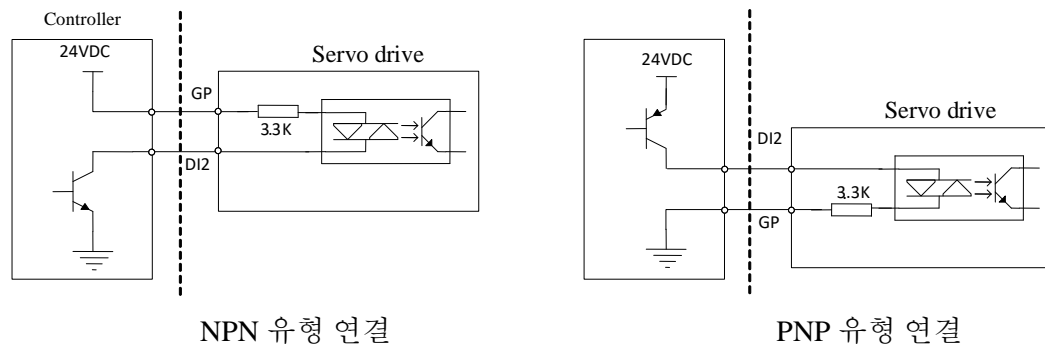 Controller
24VDC
Servo drive
GP
3.3K
DI2
NPN 유형 연결
24VDC
Servo drive
DI2
3.3K
GP
PNP 유형 연결